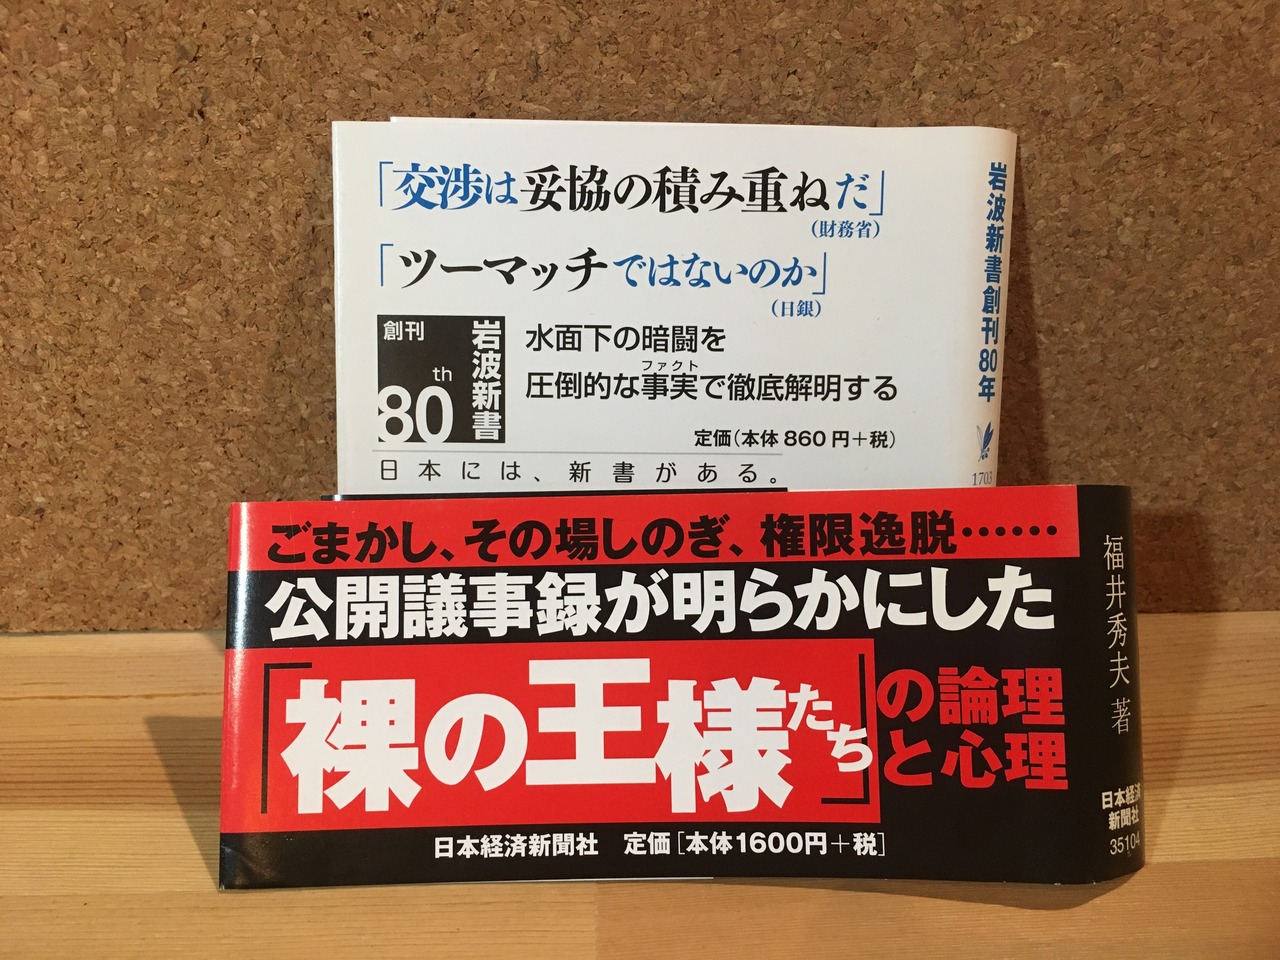 「交渉は妥協の積み重ねだ」
(財務省)
「ツーマッチではないのか」
(日銀)
創刊
80th
岩波新書
水面下の暗闘を
圧倒的な事実で徹底解明する
ファクト
定価(本体860円+税)
日本には、新書がある。
岩波新書創刊80年
1703
ごまかし、その場しのぎ、権限逸脱……
公開議事録が明らかにした
「裸の王様たち」
の論理
と心理
日本経済新聞社 定価[本体1600円+税]
福井秀夫 著
日本経済
新聞社
35104